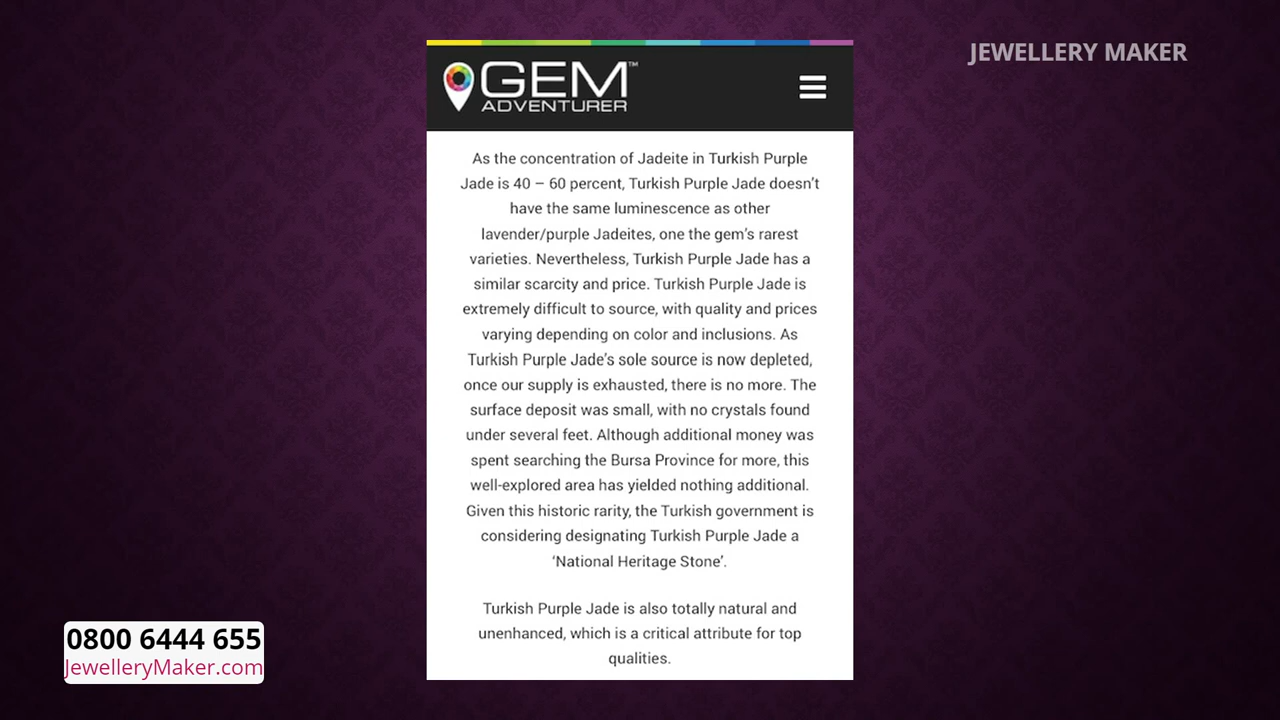 JEWELLERY MAKER
GEM™
ADVENTURER
As the concentration of Jadeite in Turkish Purple
Jade is 40 – 60 percent, Turkish Purple Jade doesn’t
have the same luminescence as other
lavender/purple Jadeites, one the gem’s rarest
varieties. Nevertheless, Turkish Purple Jade has a
similar scarcity and price. Turkish Purple Jade is
extremely difficult to source, with quality and prices
varying depending on color and inclusions. As
Turkish Purple Jade’s sole source is now depleted,
once our supply is exhausted, there is no more. The
surface deposit was small, with no crystals found
under several feet. Although additional money was
spent searching the Bursa Province for more, this
well-explored area has yielded nothing additional.
Given this historic rarity, the Turkish government is
considering designating Turkish Purple Jade a
‘National Heritage Stone’.
Turkish Purple Jade is also totally natural and
unenhanced, which is a critical attribute for top
qualities.
0800 6444 655
JewelleryMaker.com